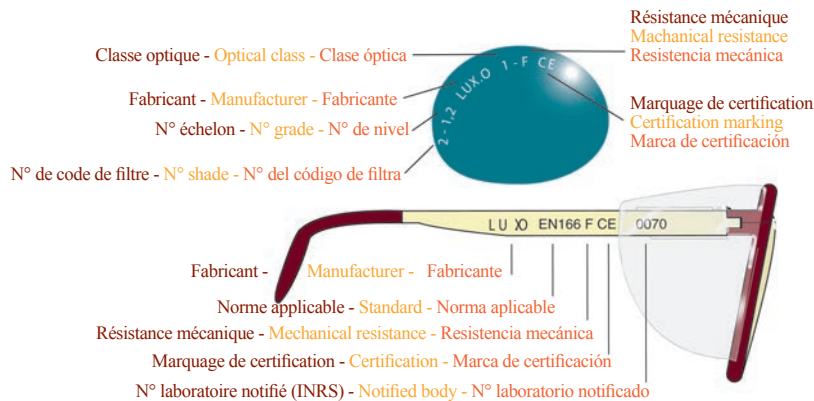 Résistance mécanique
Machanical resistance
Resistencia mecánica
Classe optique - Optical class - Clase óptica
2 - 1,2 LUX.O 1 - F CE
Fabricant - Manufacturer - Fabricante
Marquage de certification
Certification marking
Marca de certificación
N° échelon - N° grade - N° de nivel
N° de code de filtre - N° shade - N° del código de filtra
L U XO EN166 F CE 0070
Fabricant - Manufacturer - Fabricante
Norme applicable - Standard - Norma aplicable
Résistance mécanique - Mechanical resistance - Resistencia mecánica
Marquage de certification - Certification - Marca de certificación
N° laboratoire notifié (INRS) - Notified body - N° laboratorio notificado